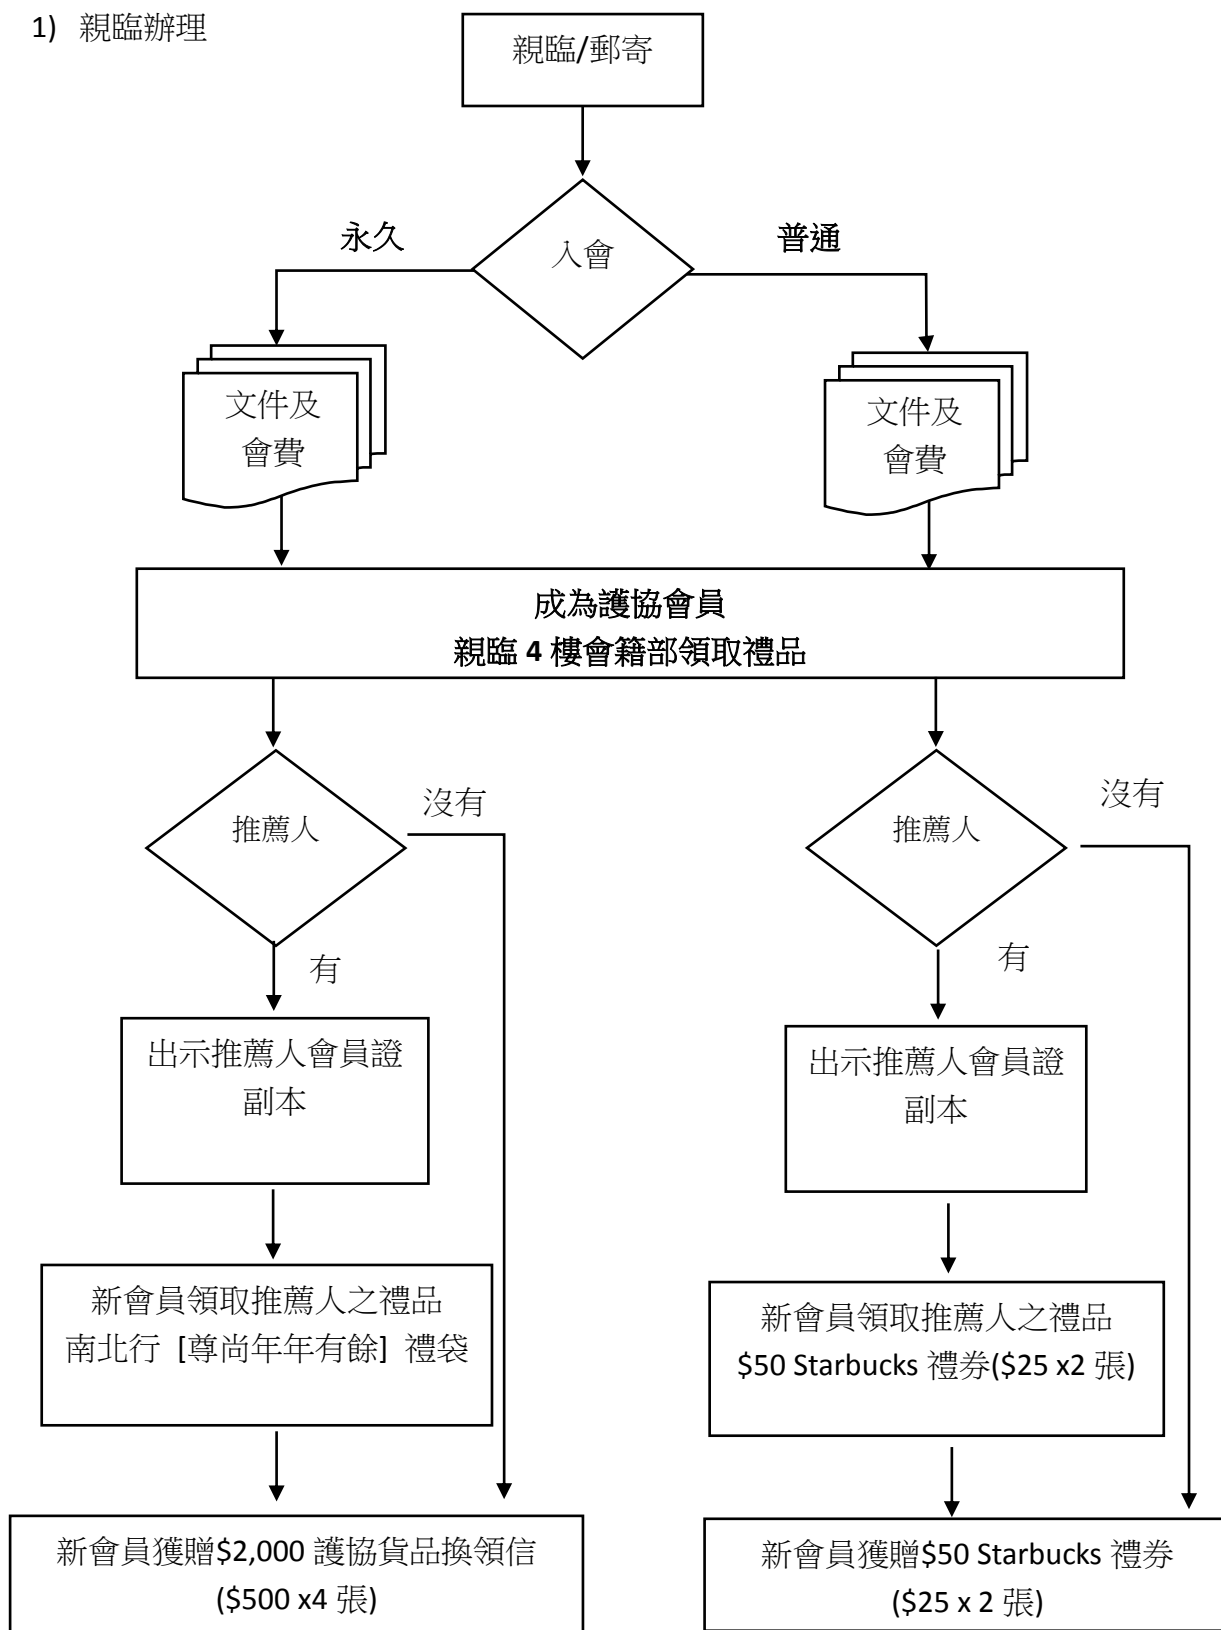 1) 親臨辦理
親臨/郵寄
永久
入會
普通
文件及
會費
文件及
會費
成為護協會員
親臨 4 樓會籍部領取禮品
推薦人
沒有
推薦人
沒有
有
有
出示推薦人會員證
副本
出示推薦人會員證
副本
新會員領取推薦人之禮品
南北行 [尊尚年年有餘] 禮袋
新會員領取推薦人之禮品
$50 Starbucks 禮券($25 x2 張)
新會員獲贈$2,000 護協貨品換領信
($500 x4 張)
新會員獲贈$50 Starbucks 禮券
($25 x 2 張)